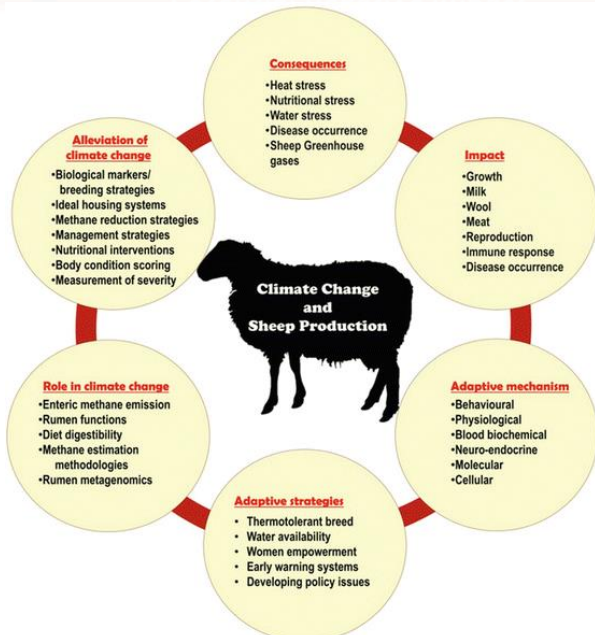 Consequences
•Heat stress
•Nutritional stress
•Water stress
•Disease occurrence
•Sheep Greenhouse
gases
Impact
•Growth
•Milk
•Wool
•Meat
•Reproduction
•Immune response
•Disease occurrence
Adaptive mechanism
•Behavioural
•Physiological
•Blood biochemical
•Neuro-endocrine
•Molecular
•Cellular
Adaptive strategies
• Thermotolerant breed
• Water availability
• Women empowerment
• Early warning systems
• Developing policy issues
Role in climate change
•Enteric methane emission
•Rumen functions
•Diet digestibility
•Methane estimation
methodologies
•Rumen metagenomics
Alleviation of
climate change
•Biological markers/
breeding strategies
•Ideal housing systems
•Methane reduction strategies
•Management strategies
•Nutritional interventions
•Body condition scoring
•Measurement of severity
Climate Change
and
Sheep Production